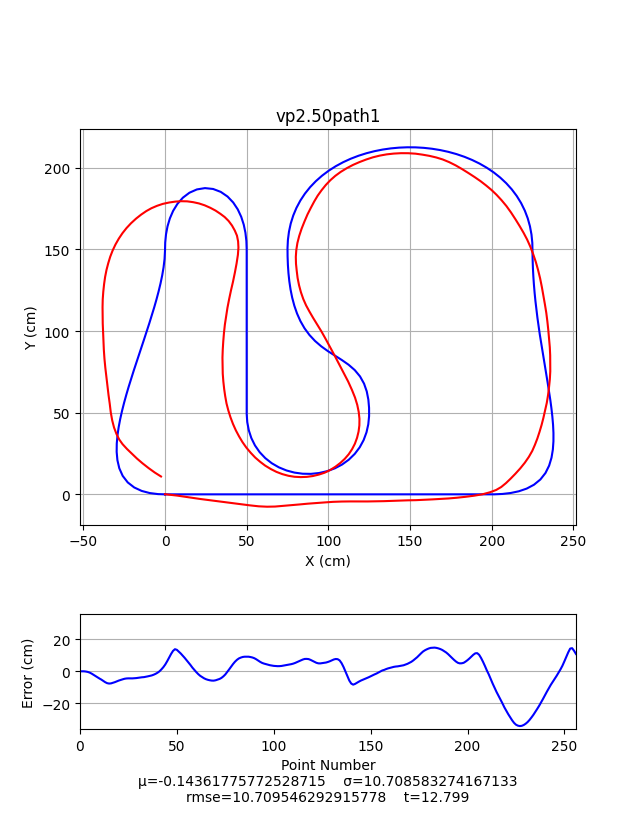 vp2.50path1
200
150
100
50
0
Y (cm)
−50 0 50 100 150 200 250
X (cm)
20
0
−20
Error (cm)
0 50 100 150 200 250
Point Number
μ=-0.14361775772528715 σ=10.708583274167133
rmse=10.709546292915778 t=12.799